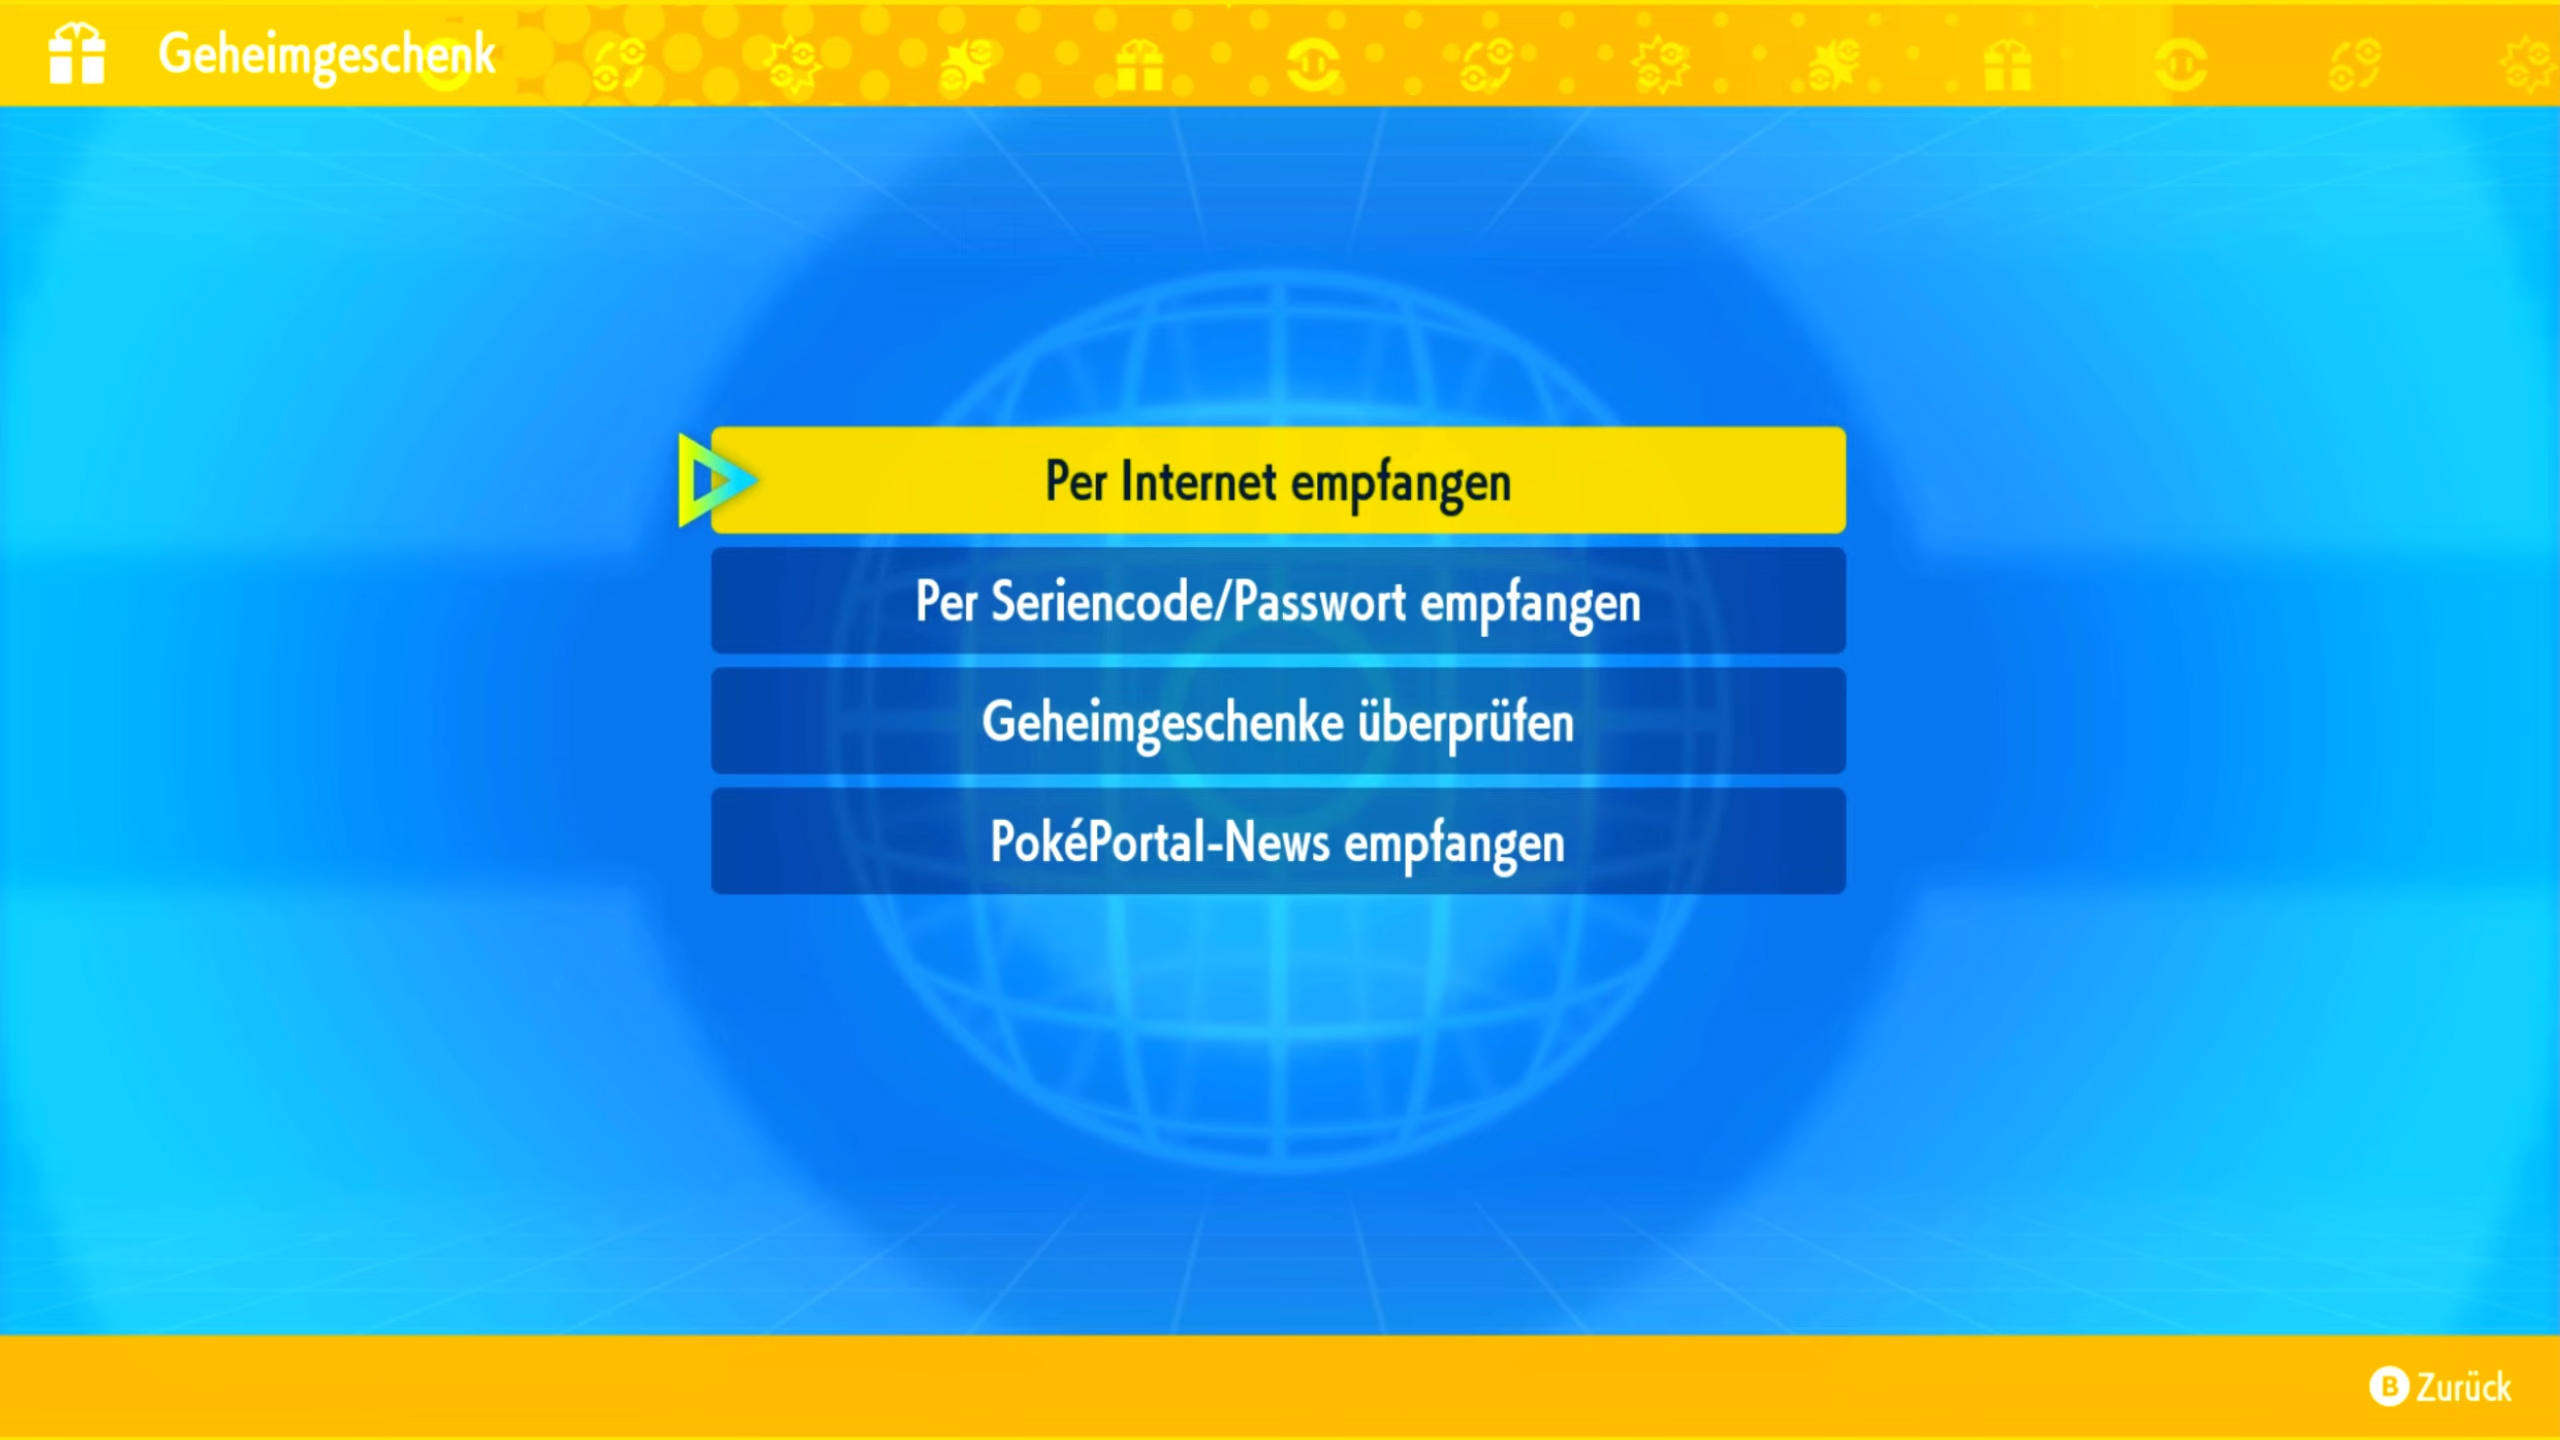 Geheimgeschenk
Per Internet empfangen
Per Seriencode/Passwort empfangen
Geheimgeschenke überprüfen
PokéPortal-News empfangen
B Zurück